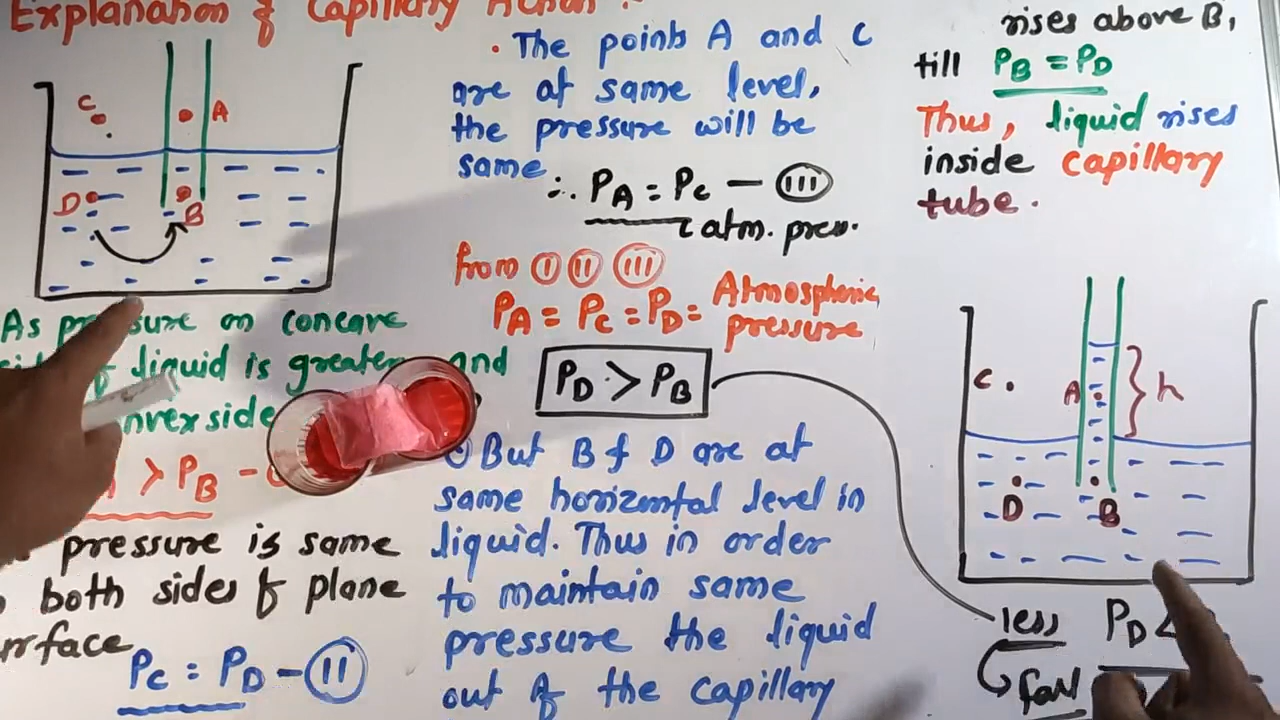 Explanation of Capillary Action :
C
A
D
B
As pressure on concave
of liquid is greater and
side
> PB -
pressure is same
both sides of plane
surface
PC = PD - II
• The points A and C
are at same level,
the pressure will be
same
∴ PA = PC - III
atm. press.
from I II III
PA = PC = PD = Atmospheric
pressure
PD > PB
But B & D are at
same horizontal level in
liquid. Thus in order
to maintain same
pressure the liquid
out of the capillary
rises above B,
till PB = PD
Thus, liquid rises
inside capillary
tube.
C
A
h
D
B
less PD <
fall